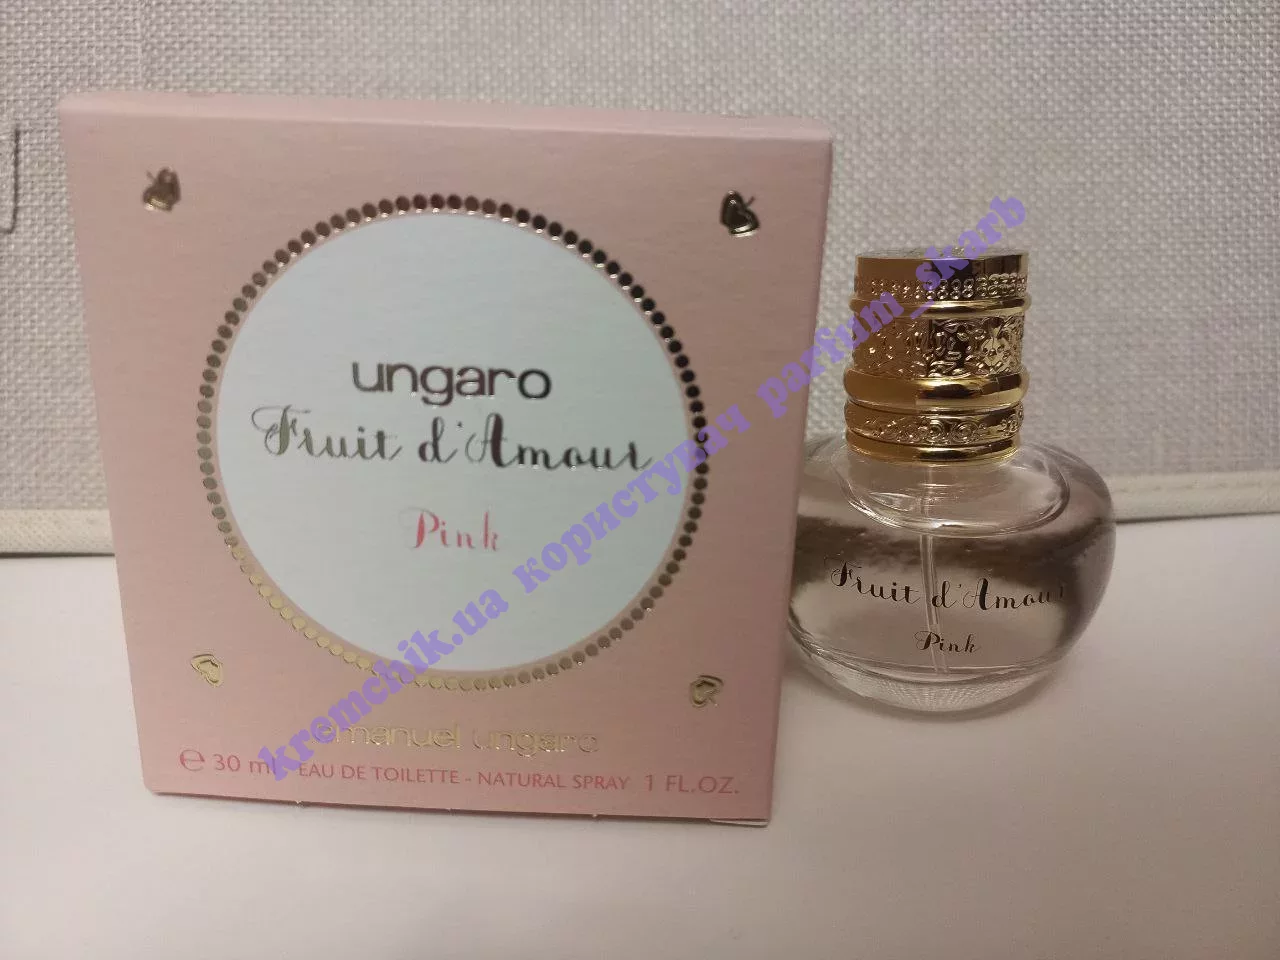 ungaro
Fruit d'Amour
Pink
emanuel ungaro
e 30 ml EAU DE TOILETTE - NATURAL SPRAY 1 FL.OZ.
Fruit d'Amour
Pink
kremchik.ua користувач parfum_skarb